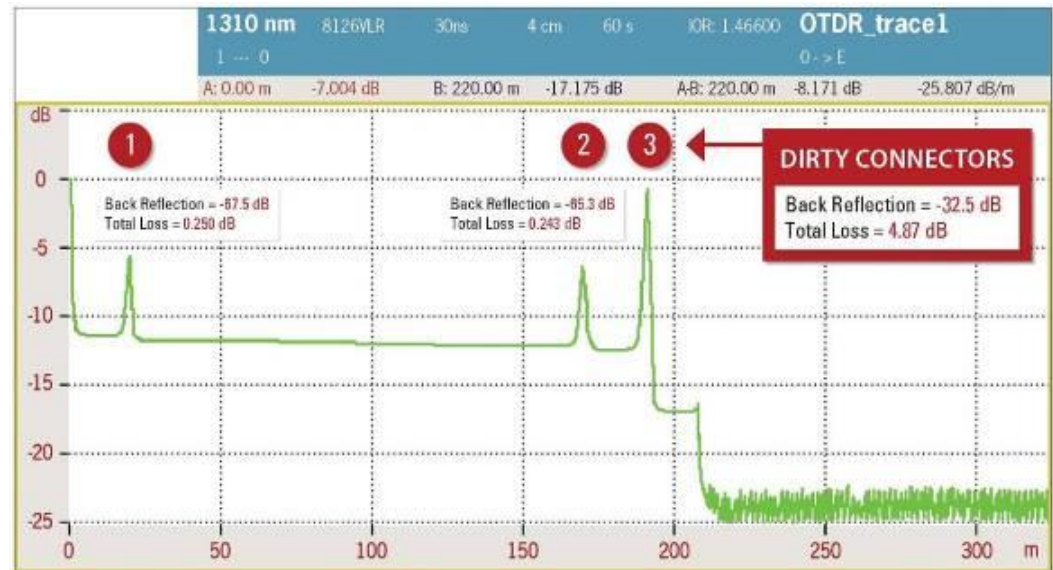 1310 nm 8126VLR 30ns 4 cm 60 s IOR: 1.46600 OTDR_trace1
1 --- 0 0 - > E
A: 0.00 m -7.004 dB B: 220.00 m -17.175 dB A-B: 220.00 m -8.171 dB -25.807 dB/m
dB
1 2 3
DIRTY CONNECTORS
Back Reflection = -32.5 dB
Total Loss = 4.87 dB
Back Reflection = -67.5 dB
Total Loss = 0.250 dB
Back Reflection = -65.3 dB
Total Loss = 0.243 dB
0
-5
-10
-15
-20
-25
0 50 100 150 200 250 300 m